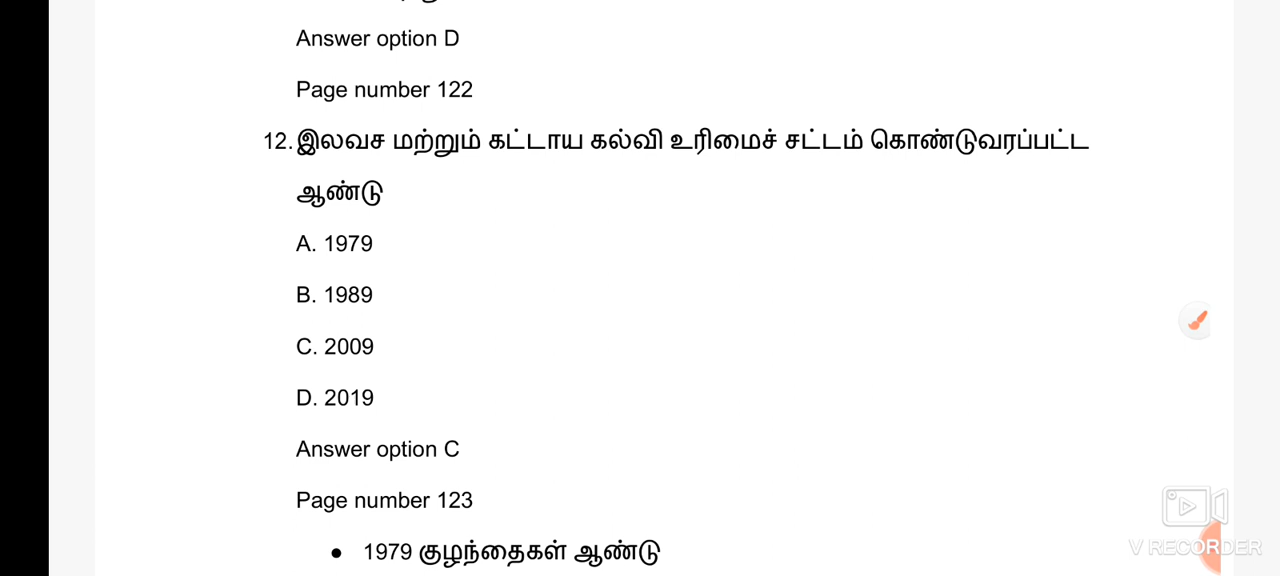 Answer option D
Page number 122
12. இலவச மற்றும் கட்டாய கல்வி உரிமைச் சட்டம் கொண்டுவரப்பட்ட
ஆண்டு
A. 1979
B. 1989
C. 2009
D. 2019
Answer option C
Page number 123
● 1979 குழந்தைகள் ஆண்டு
V RECORDER